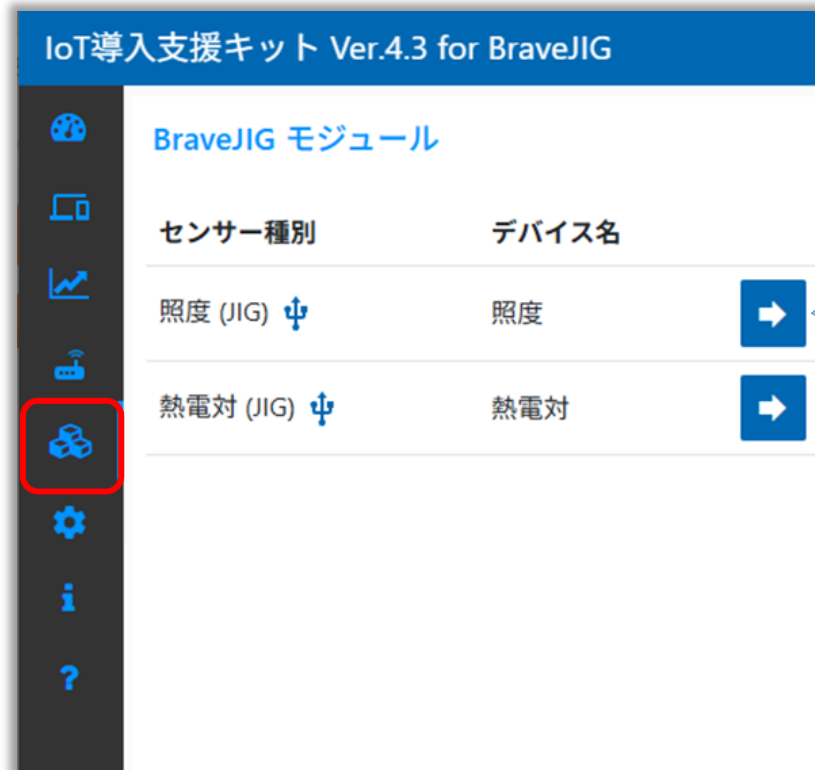 IoT導入支援キット Ver.4.3 for BraveJIG
BraveJIG モジュール
センサー種別 デバイス名
照度 (JIG) 照度
熱電対 (JIG) 熱電対